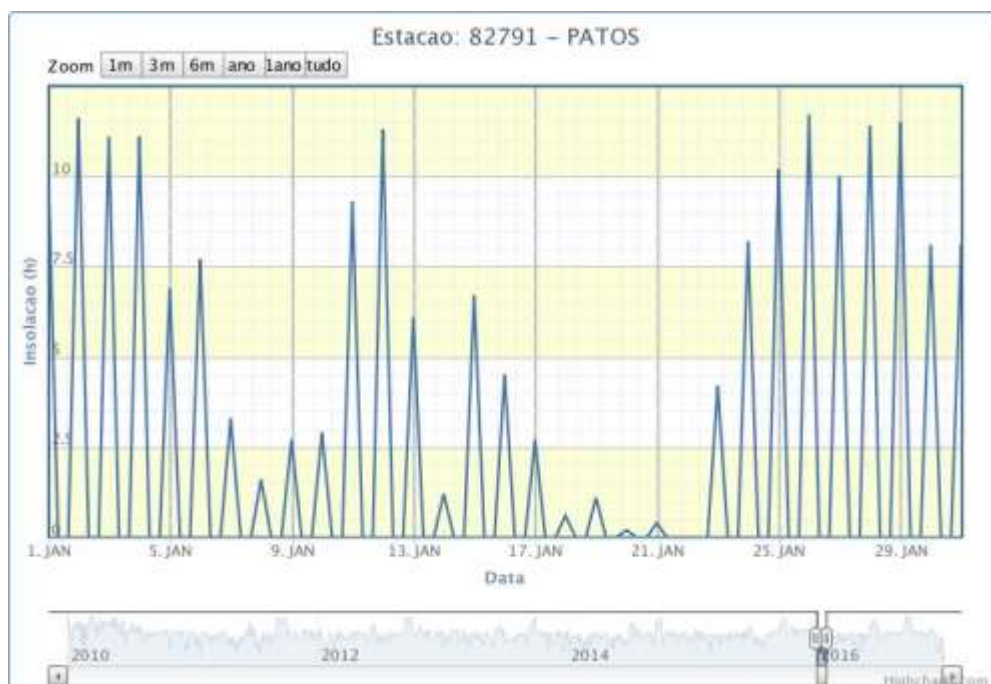 Estacao: 82791 – PATOS
Zoom 1m 3m 6m ano 1ano tudo
Insolacao (h)
10
7.5
5
2.5
0
1. JAN 5. JAN 9. JAN 13. JAN 17. JAN 21. JAN 25. JAN 29. JAN
Data
2010 2012 2014 2016
Highcharts.com